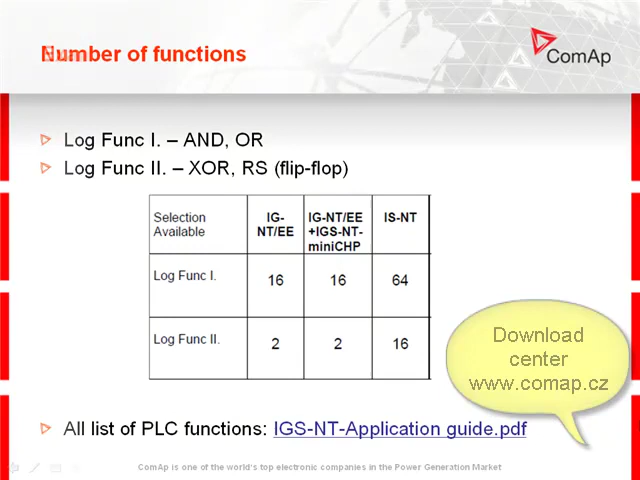 Number of functions
ComAp
Log Func I. – AND, OR
Log Func II. – XOR, RS (flip-flop)
Selection Available
IG-NT/EE
IG-NT/EE +IGS-NT-miniCHP
IS-NT
Log Func I. 16 16 64
Log Func II. 2 2 16
Download
center
www.comap.cz
All list of PLC functions: IGS-NT-Application guide.pdf
ComAp is one of the world's top electronic companies in the Power Generation Market